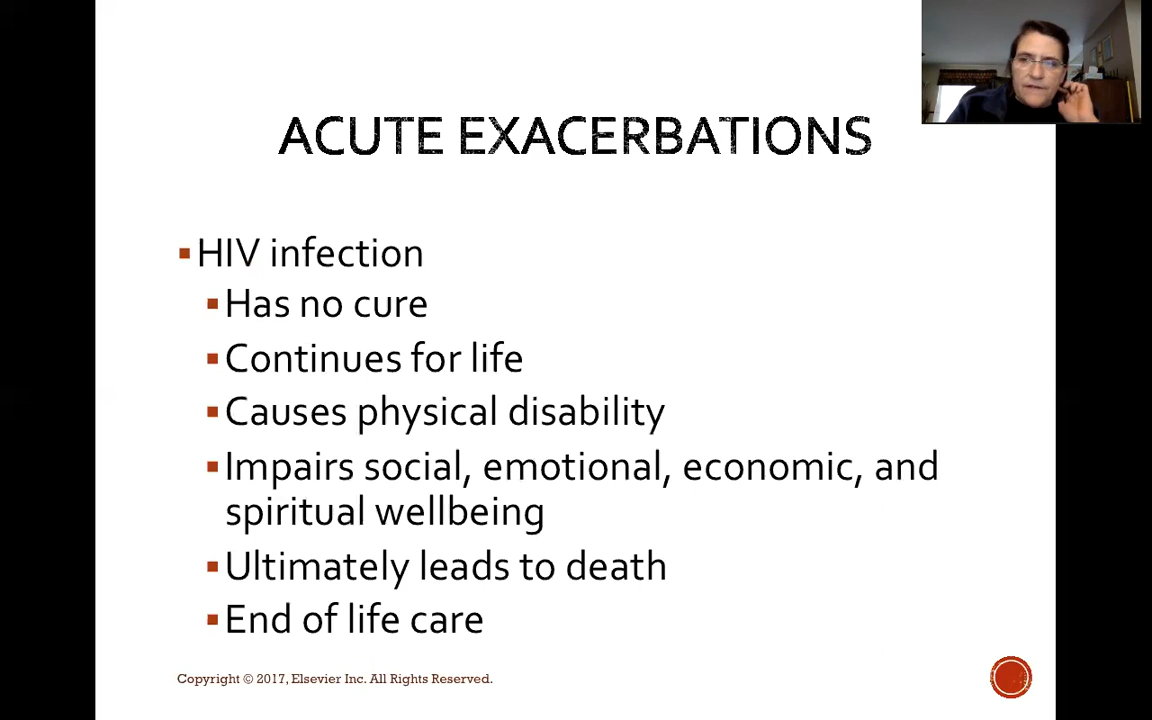 ACUTE EXACERBATIONS
▪HIV infection
▪Has no cure
▪Continues for life
▪Causes physical disability
▪Impairs social, emotional, economic, and
spiritual wellbeing
▪Ultimately leads to death
▪End of life care
Copyright © 2017, Elsevier Inc. All Rights Reserved.